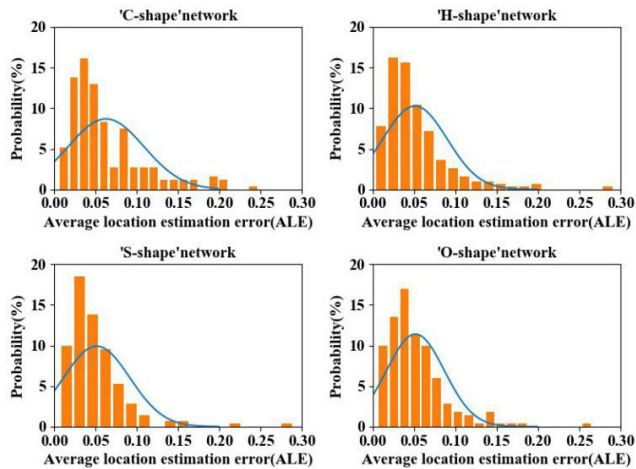 'C-shape'network
Probability(%)
20
15
10
5
0
0.00 0.05 0.10 0.15 0.20 0.25 0.30
Average location estimation error(ALE)
'H-shape'network
Probability(%)
20
15
10
5
0
0.00 0.05 0.10 0.15 0.20 0.25 0.30
Average location estimation error(ALE)
'S-shape'network
Probability(%)
20
15
10
5
0
0.00 0.05 0.10 0.15 0.20 0.25 0.30
Average location estimation error(ALE)
'O-shape'network
Probability(%)
20
15
10
5
0
0.00 0.05 0.10 0.15 0.20 0.25 0.30
Average location estimation error(ALE)